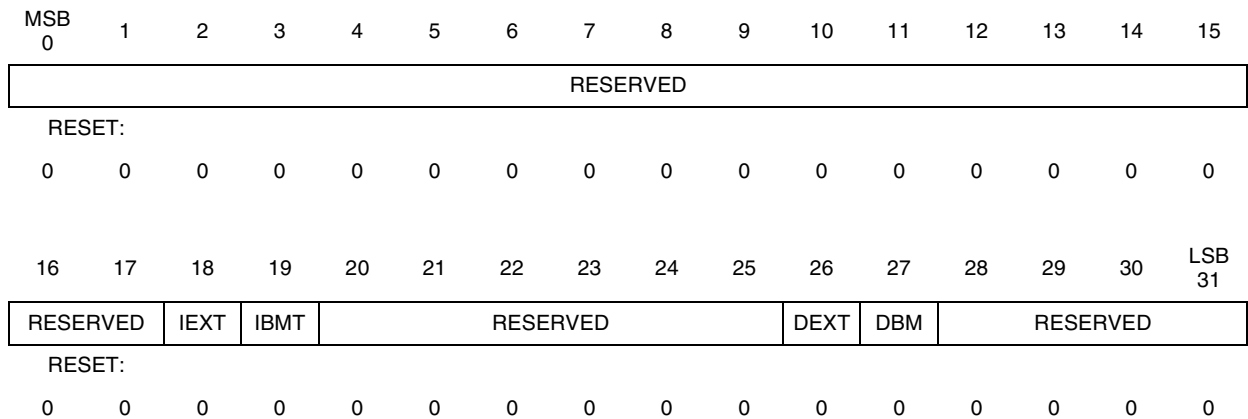 MSB
0 1 2 3 4 5 6 7 8 9 10 11 12 13 14 15
RESERVED
RESET:
0 0 0 0 0 0 0 0 0 0 0 0 0 0 0 0
16 17 18 19 20 21 22 23 24 25 26 27 28 29 30 LSB
31
RESERVED IEXT IBMT RESERVED DEXT DBM RESERVED
RESET:
0 0 0 0 0 0 0 0 0 0 0 0 0 0 0 0